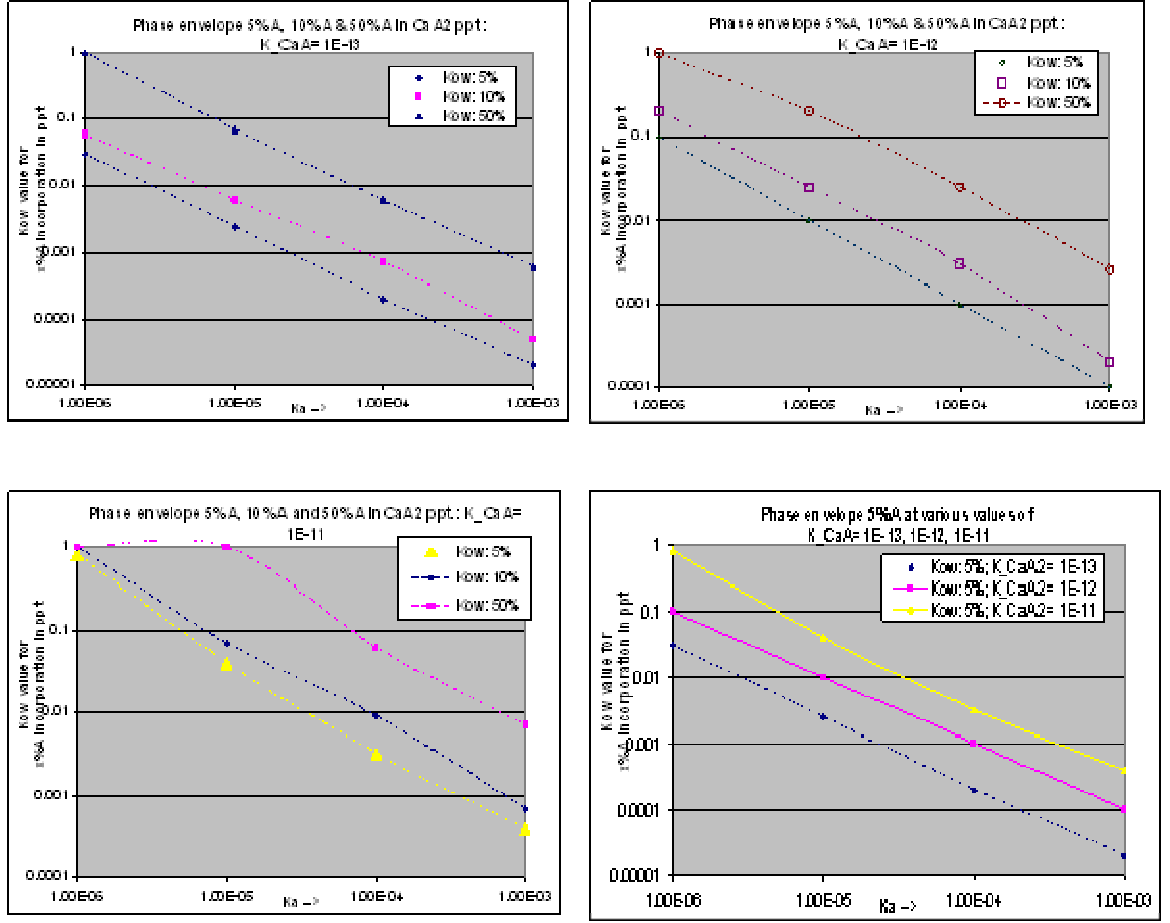 Phase envelope 5%A, 10%A & 50%A in CaA2 ppt.:
K_CaA= 1E-13
Kow value for
x%A Incorporation in ppt
1
0.1
0.01
0.001
0.0001
0.00001
1.00E-06
1.00E-05
1.00E-04
1.00E-03
Ka -->
Kow: 5%
Kow: 10%
Kow: 50%
Phase envelope 5%A, 10%A & 50%A in CaA2 ppt.:
K_CaA= 1E-12
Kow value for
x%A Incorporation in ppt
1
0.1
0.01
0.001
0.0001
1.00E-06
1.00E-05
1.00E-04
1.00E-03
Ka -->
Kow: 5%
Kow: 10%
Kow: 50%
Phase envelope 5%A, 10%A and 50%A in CaA2 ppt.: K_CaA=
1E-11
Kow value for
x%A Incorporation in ppt
1
0.1
0.01
0.001
0.0001
1.00E-06
1.00E-05
1.00E-04
1.00E-03
Ka -->
Kow: 5%
Kow: 10%
Kow: 50%
Phase envelope 5%A at various values of
K_CaA= 1E-13, 1E-12, 1E-11
Kow value for
x%A Incorporation in ppt
1
0.1
0.01
0.001
0.0001
0.00001
1.00E-06
1.00E-05
1.00E-04
1.00E-03
Ka -->
Kow: 5%; K_CaA2= 1E-13
Kow: 5%; K_CaA2= 1E-12
Kow: 5%; K_CaA2= 1E-11